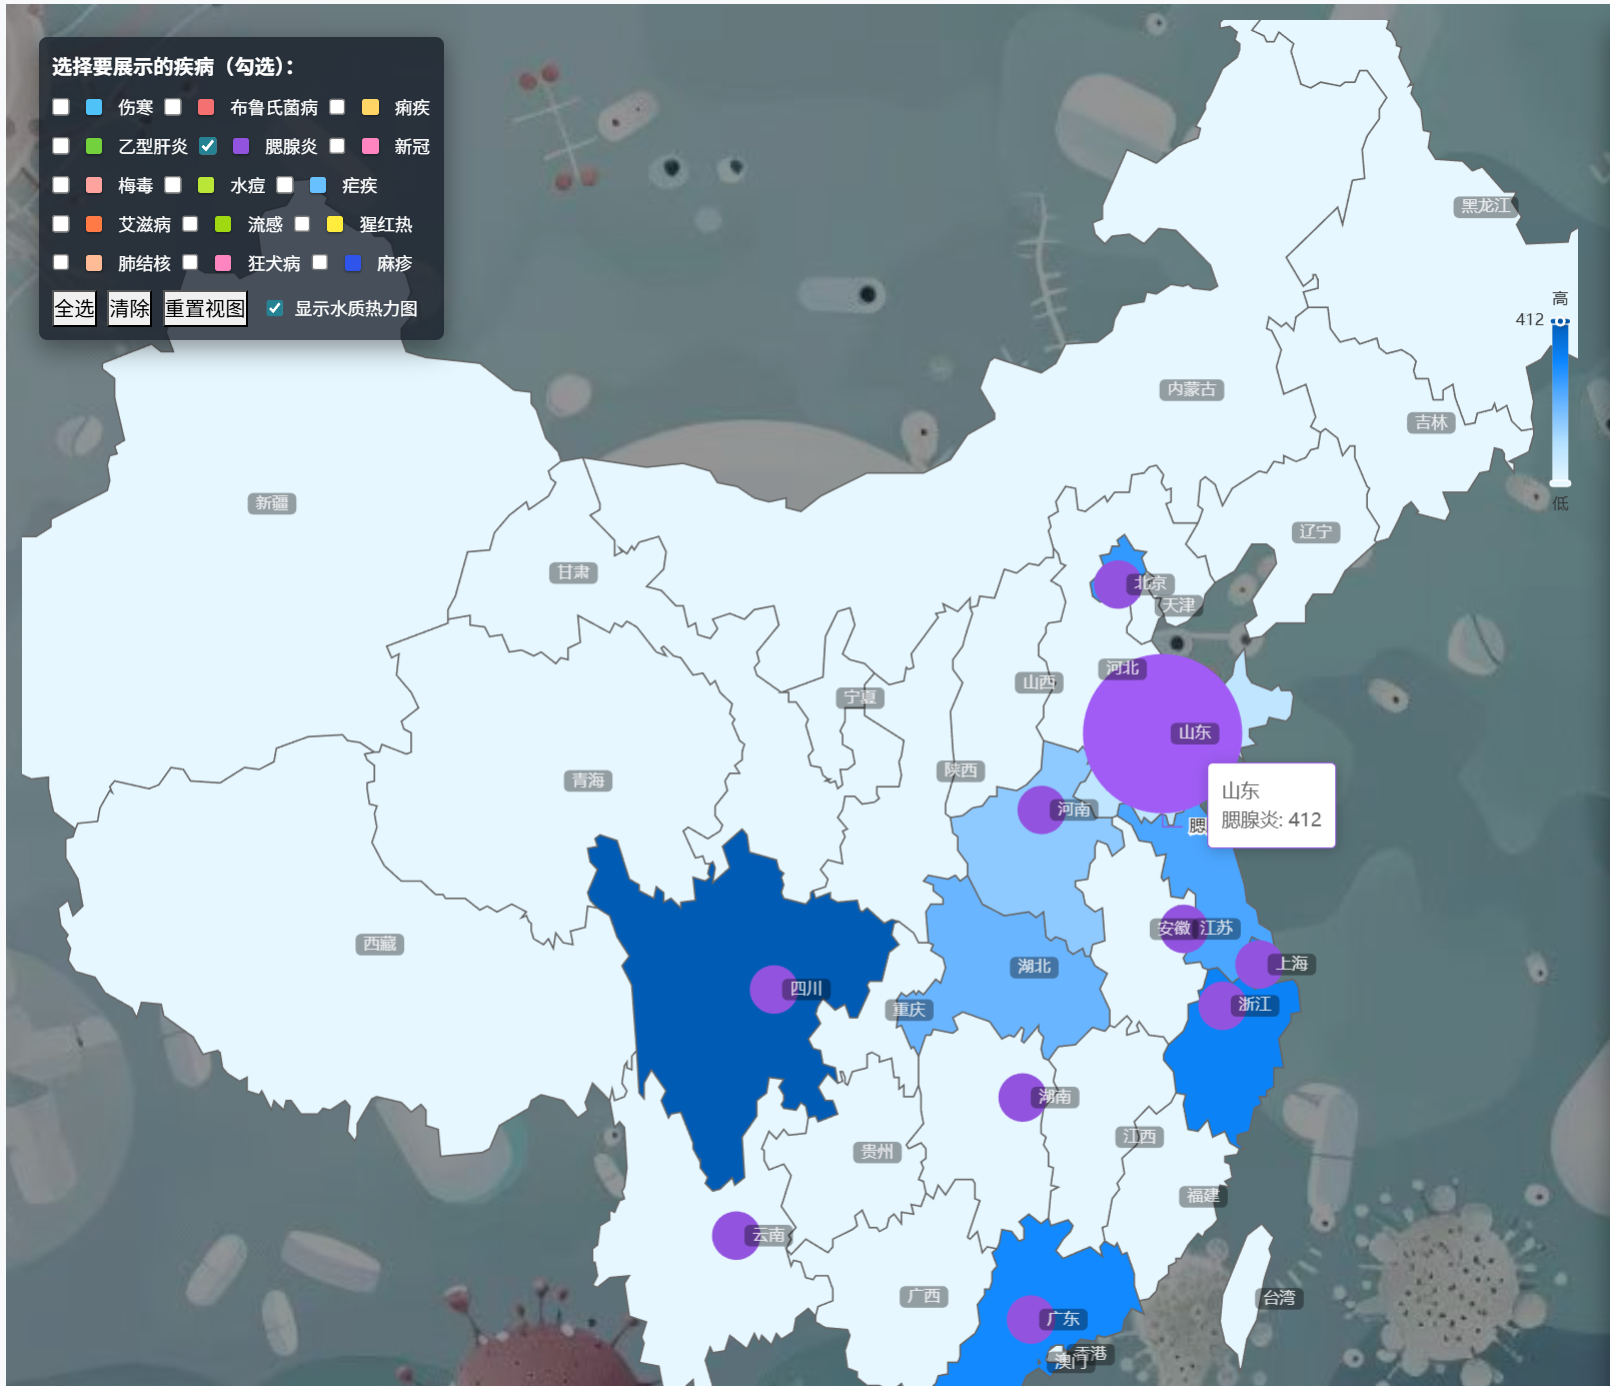 选择要展示的疾病（勾选）：
伤寒 布鲁氏菌病 痢疾
乙型肝炎 腮腺炎 新冠
梅毒 水痘 疟疾
艾滋病 流感 猩红热
肺结核 狂犬病 麻疹
全选 清除 重置视图 显示水质热力图
黑龙江
高
412
内蒙古
吉林
新疆
低
辽宁
甘肃
北京
天津
河北
山西
宁夏
山东
陕西
青海
山东
河南
腮腺炎: 412
腮
安徽 江苏
西藏
上海
湖北
四川
浙江
重庆
湖南
江西
贵州
福建
云南
广西
台湾
广东
香港
澳门